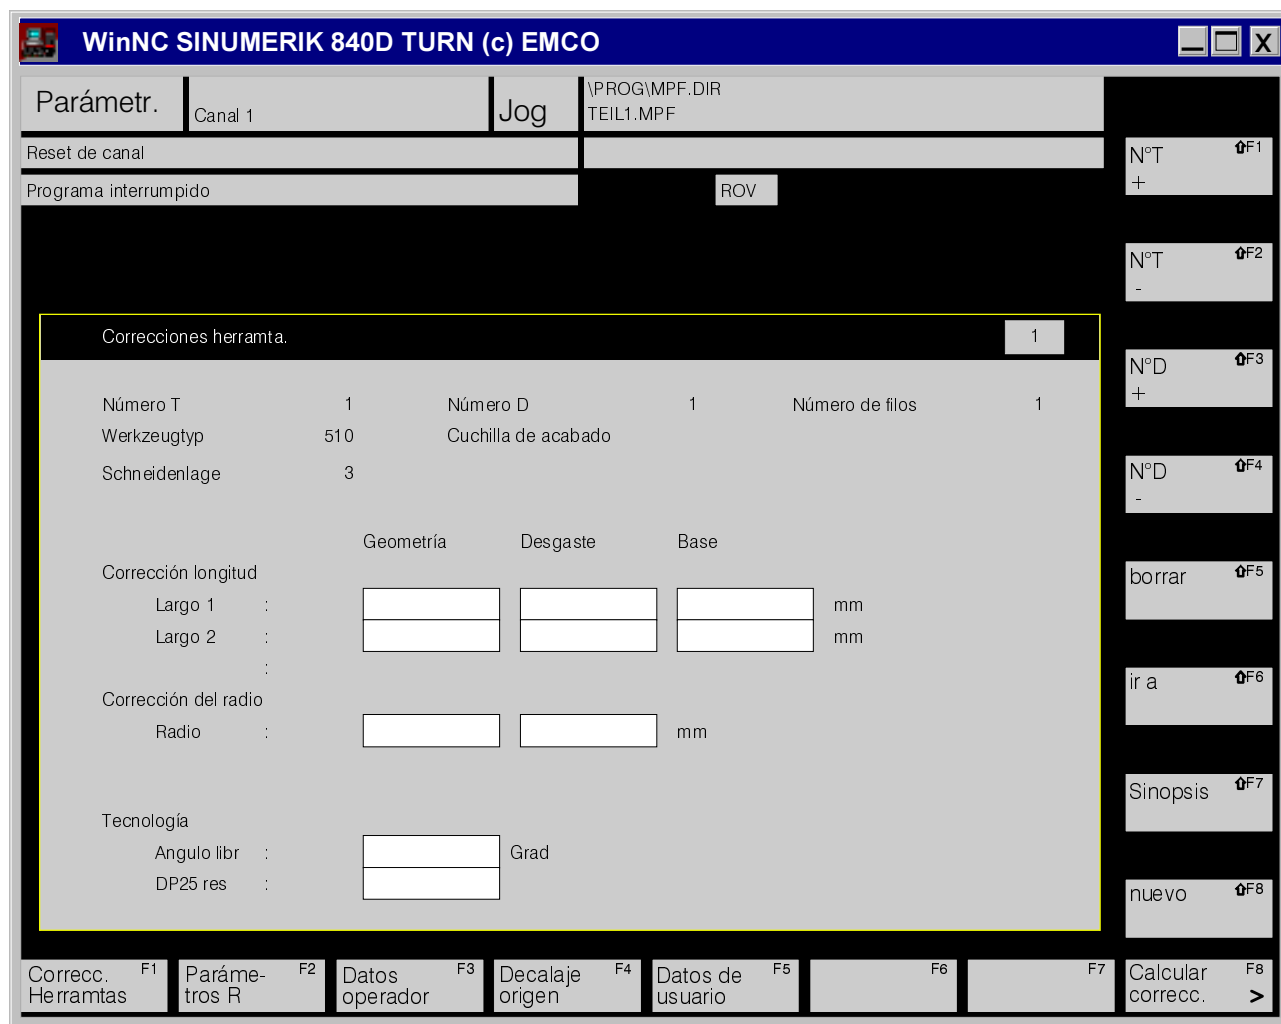 WinNC SINUMERIK 840D TURN (c) EMCO
Parámetr.
Canal 1
Jog
\PROG\MPF.DIR
TEIL1.MPF
Reset de canal
Programa interrumpido
ROV
N°T F1
+
N°T F2
-
N°D F3
+
N°D F4
-
borrar F5
ir a F6
Sinopsis F7
nuevo F8
Correcciones herramta. 1
Número T 1 Número D 1 Número de filos 1
Werkzeugtyp 510 Cuchilla de acabado
Schneidenlage 3
Geometría Desgaste Base
Corrección longitud
Largo 1 : mm
Largo 2 : mm
:
Corrección del radio
Radio : mm
Tecnología
Angulo libr : Grad
DP25 res :
Correcc. F1
Herramtas
Paráme- F2
tros R
Datos F3
operador
Decalaje F4
origen
Datos de F5
usuario
F6
F7
Calcular F8
correcc. >